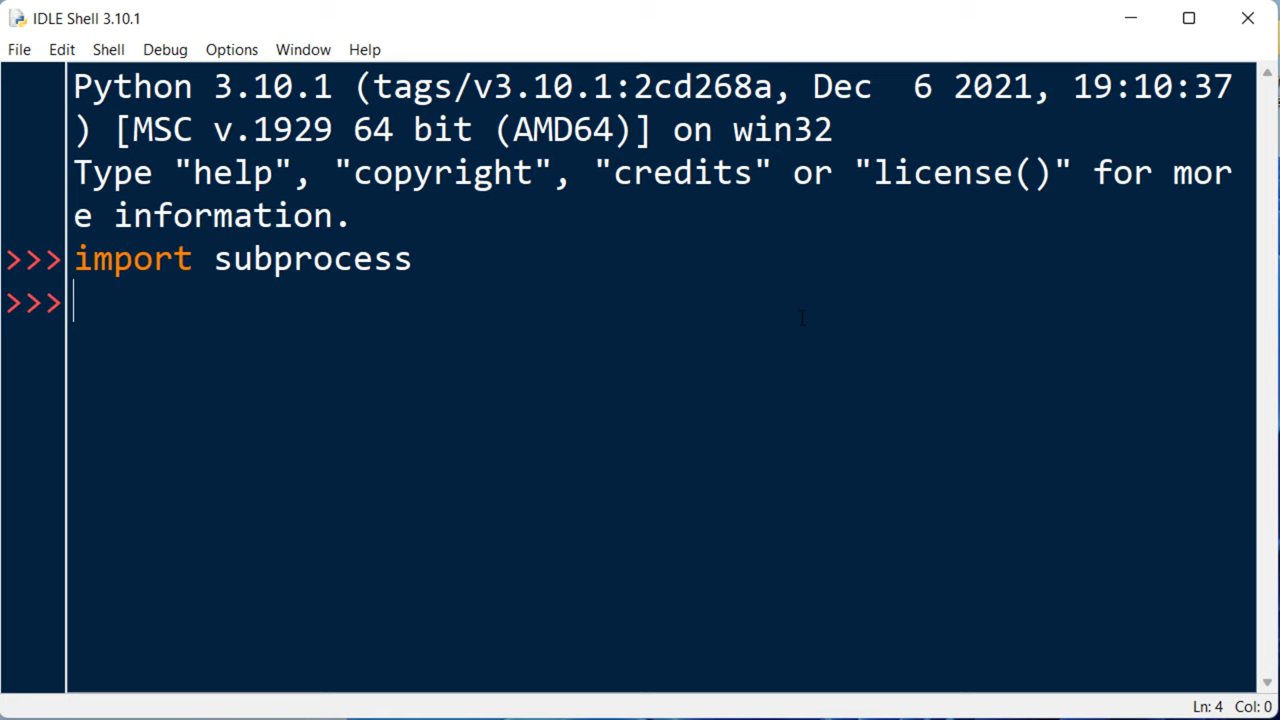 IDLE Shell 3.10.1
File Edit Shell Debug Options Window Help
Python 3.10.1 (tags/v3.10.1:2cd268a, Dec  6 2021, 19:10:37
) [MSC v.1929 64 bit (AMD64)] on win32
Type "help", "copyright", "credits" or "license()" for mor
e information.
>>> import subprocess
>>>
Ln: 4 Col: 0